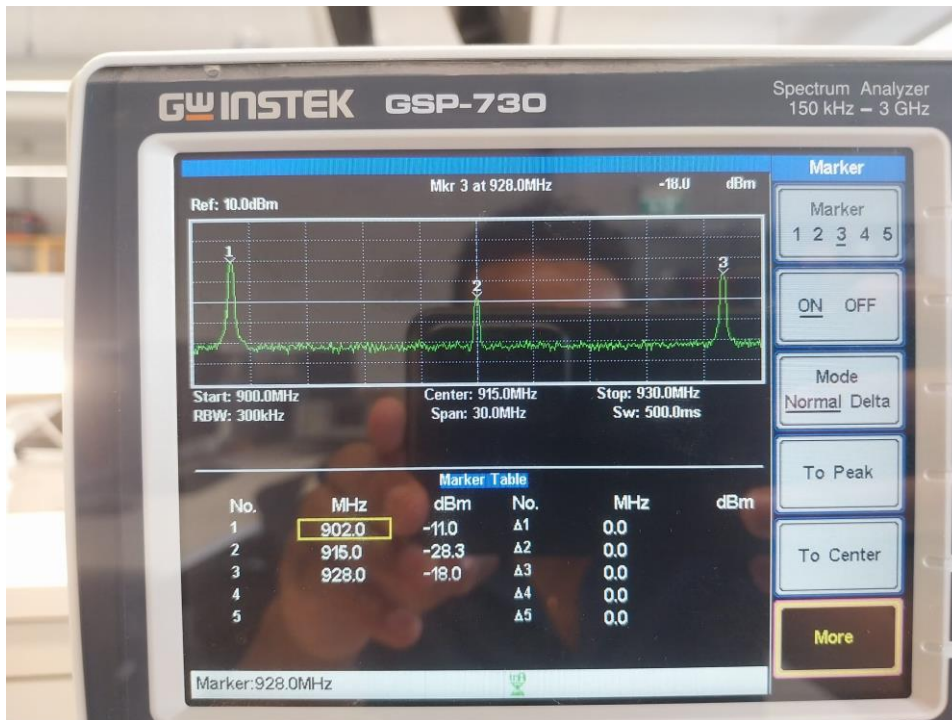 GW INSTEK GSP-730
Spectrum Analyzer
150 kHz – 3 GHz
Mkr 3 at 928.0MHz -18.0 dBm
Ref: 10.0dBm
1
2
3
Start: 900.0MHz Center: 915.0MHz Stop: 930.0MHz
RBW: 300kHz Span: 30.0MHz Sw: 500.0ms
Marker Table
No. MHz dBm No. MHz dBm
1 902.0 -11.0 Δ1 0.0
2 915.0 -28.3 Δ2 0.0
3 928.0 -18.0 Δ3 0.0
4 Δ4 0.0
5 Δ5 0.0
Marker:928.0MHz
Marker
Marker
1 2 3 4 5
ON OFF
Mode
Normal Delta
To Peak
To Center
More